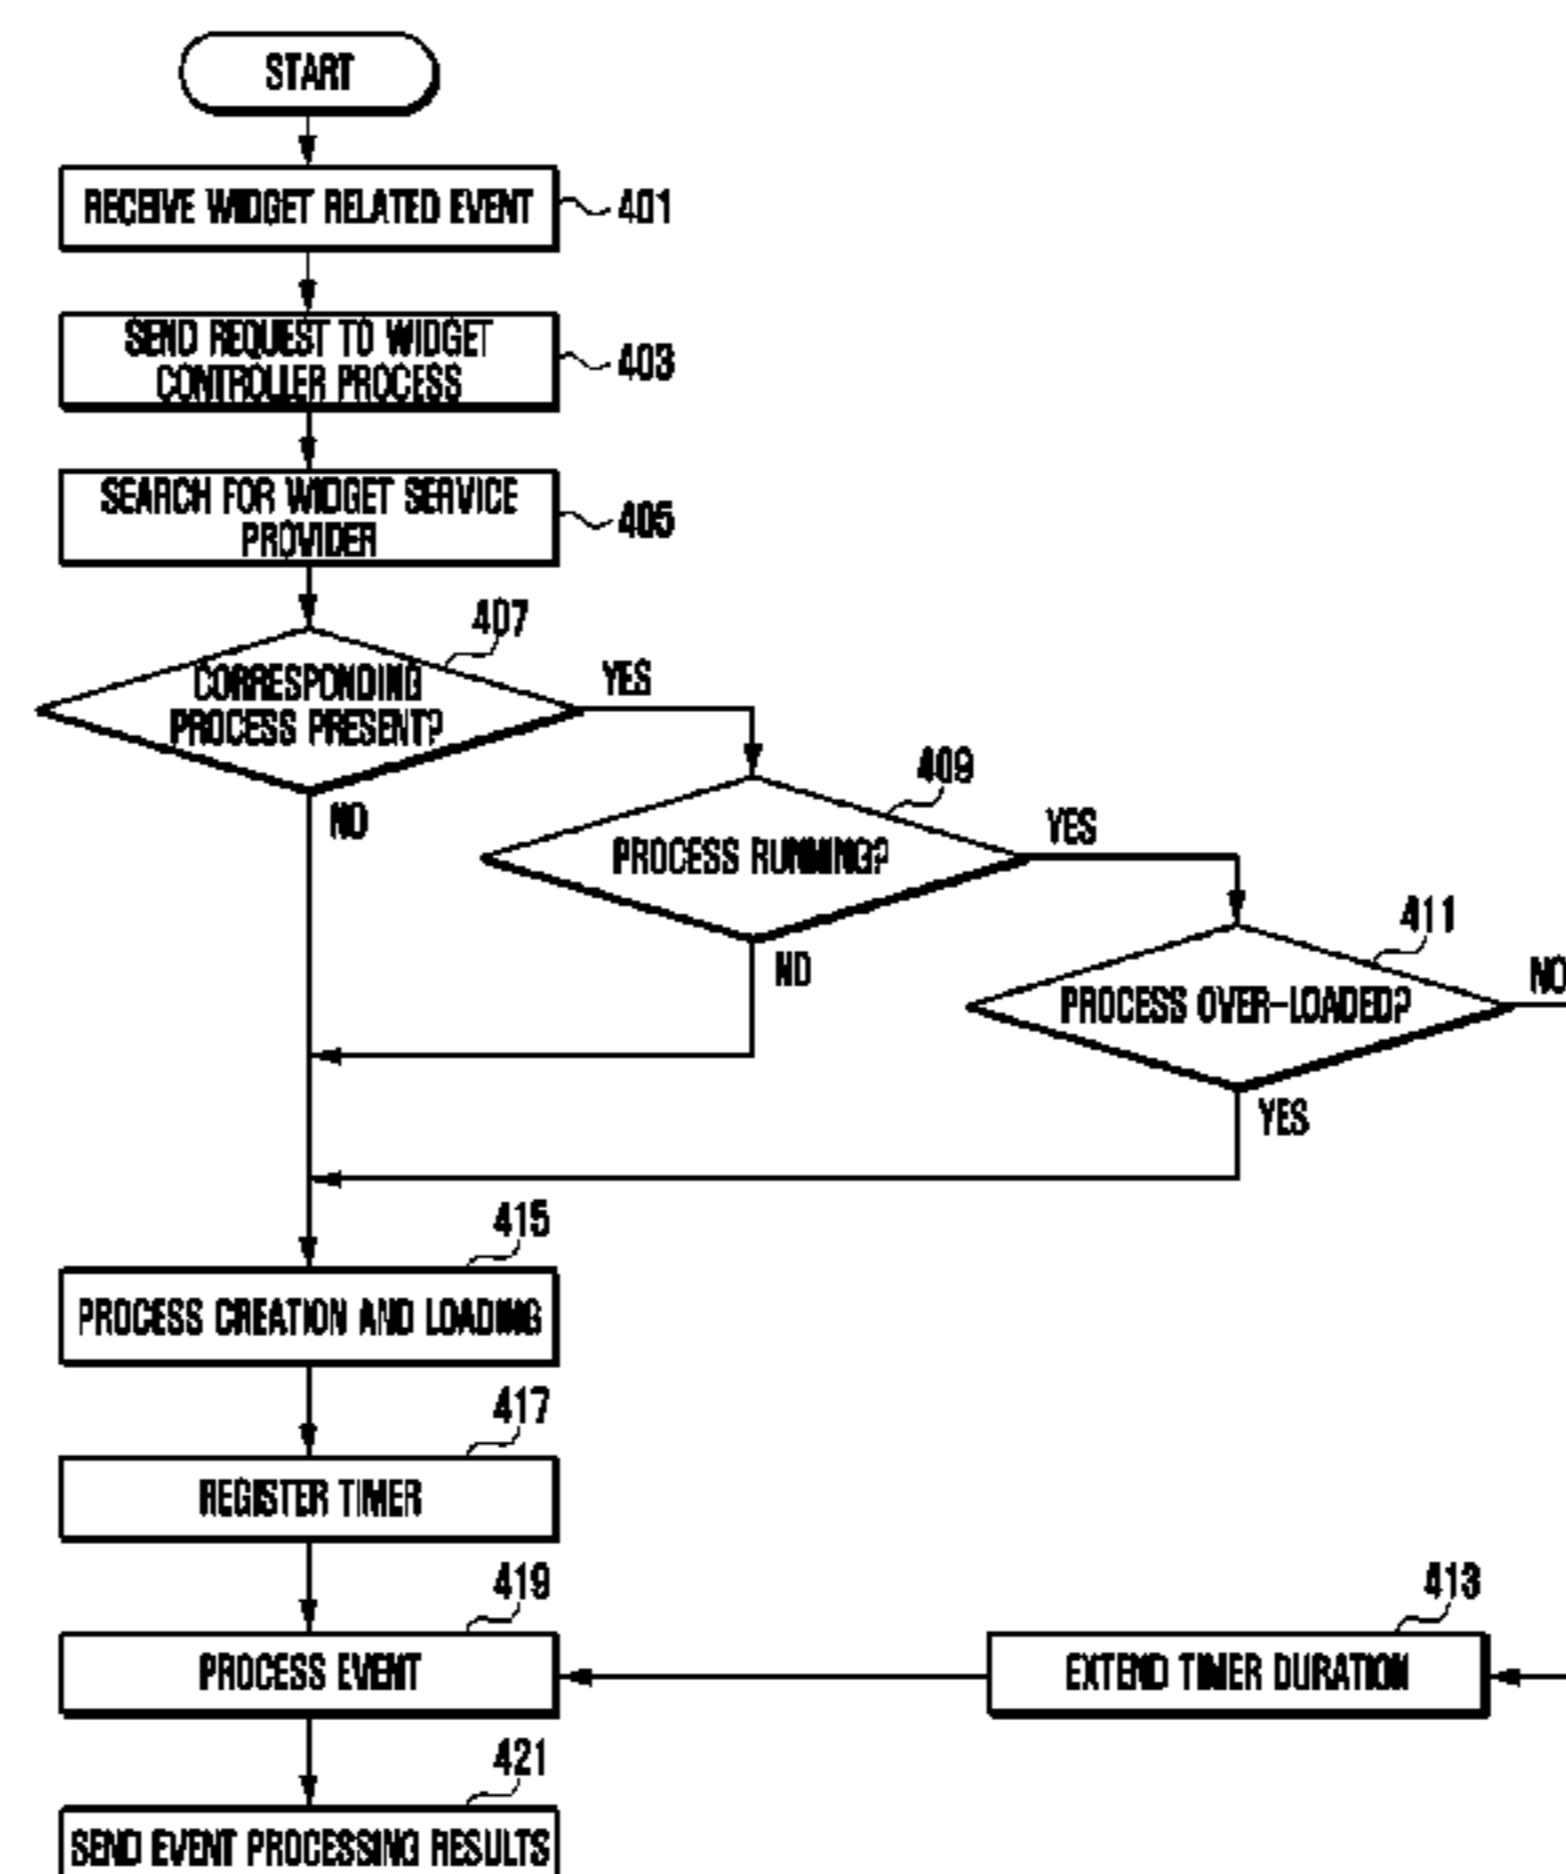 START
RECEIVE WIDGET RELATED EVENT
401
SEND REQUEST TO WIDGET
CONTROLLER PROCESS
403
SEARCH FOR WIDGET SERVICE
PROVIDER
405
407
CORRESPONDING
PROCESS PRESENT?
YES
NO
409
PROCESS RUNNING?
YES
NO
411
PROCESS OVER-LOADED?
NO
YES
415
PROCESS CREATION AND LOADING
417
REGISTER TIMER
419
PROCESS EVENT
413
EXTEND TIMER DURATION
421
SEND EVENT PROCESSING RESULTS